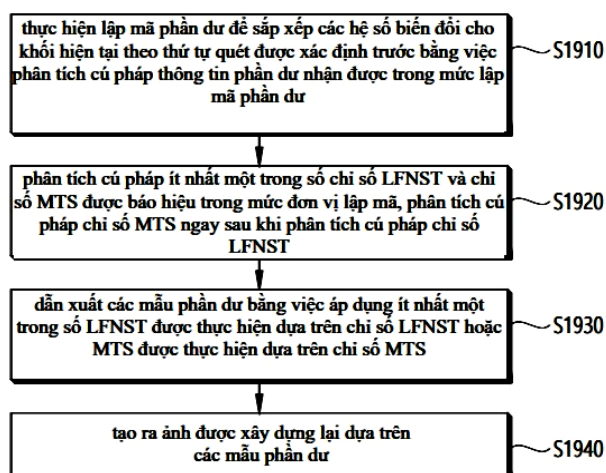 thực hiện lập mã phần dư để sắp xếp các hệ số biến đổi cho
khối hiện tại theo thứ tự quét được xác định trước bằng việc
phân tích cú pháp thông tin phần dư nhận được trong mức lập
mã phần dư
S1910
phân tích cú pháp ít nhất một trong số chỉ số LFNST và chỉ
số MTS được báo hiệu trong mức đơn vị lập mã, phân tích cú
pháp chỉ số MTS ngay sau khi phân tích cú pháp chỉ số
LFNST
S1920
dẫn xuất các mẫu phần dư bằng việc áp dụng ít nhất một
trong số LFNST được thực hiện dựa trên chỉ số LFNST hoặc
MTS được thực hiện dựa trên chỉ số MTS
S1930
tạo ra ảnh được xây dựng lại dựa trên
các mẫu phần dư
S1940